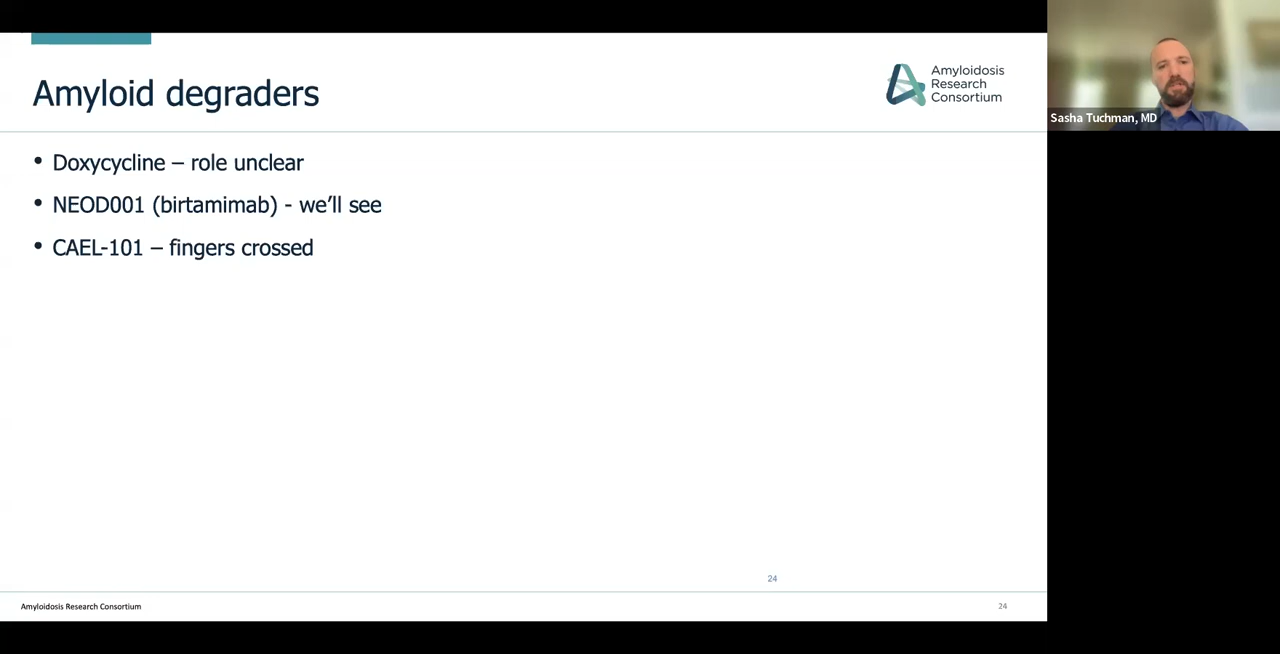 Amyloid degraders
Amyloidosis
Research
Consortium
Sasha Tuchman, MD
• Doxycycline – role unclear
• NEOD001 (birtamimab) - we’ll see
• CAEL-101 – fingers crossed
24
Amyloidosis Research Consortium
24